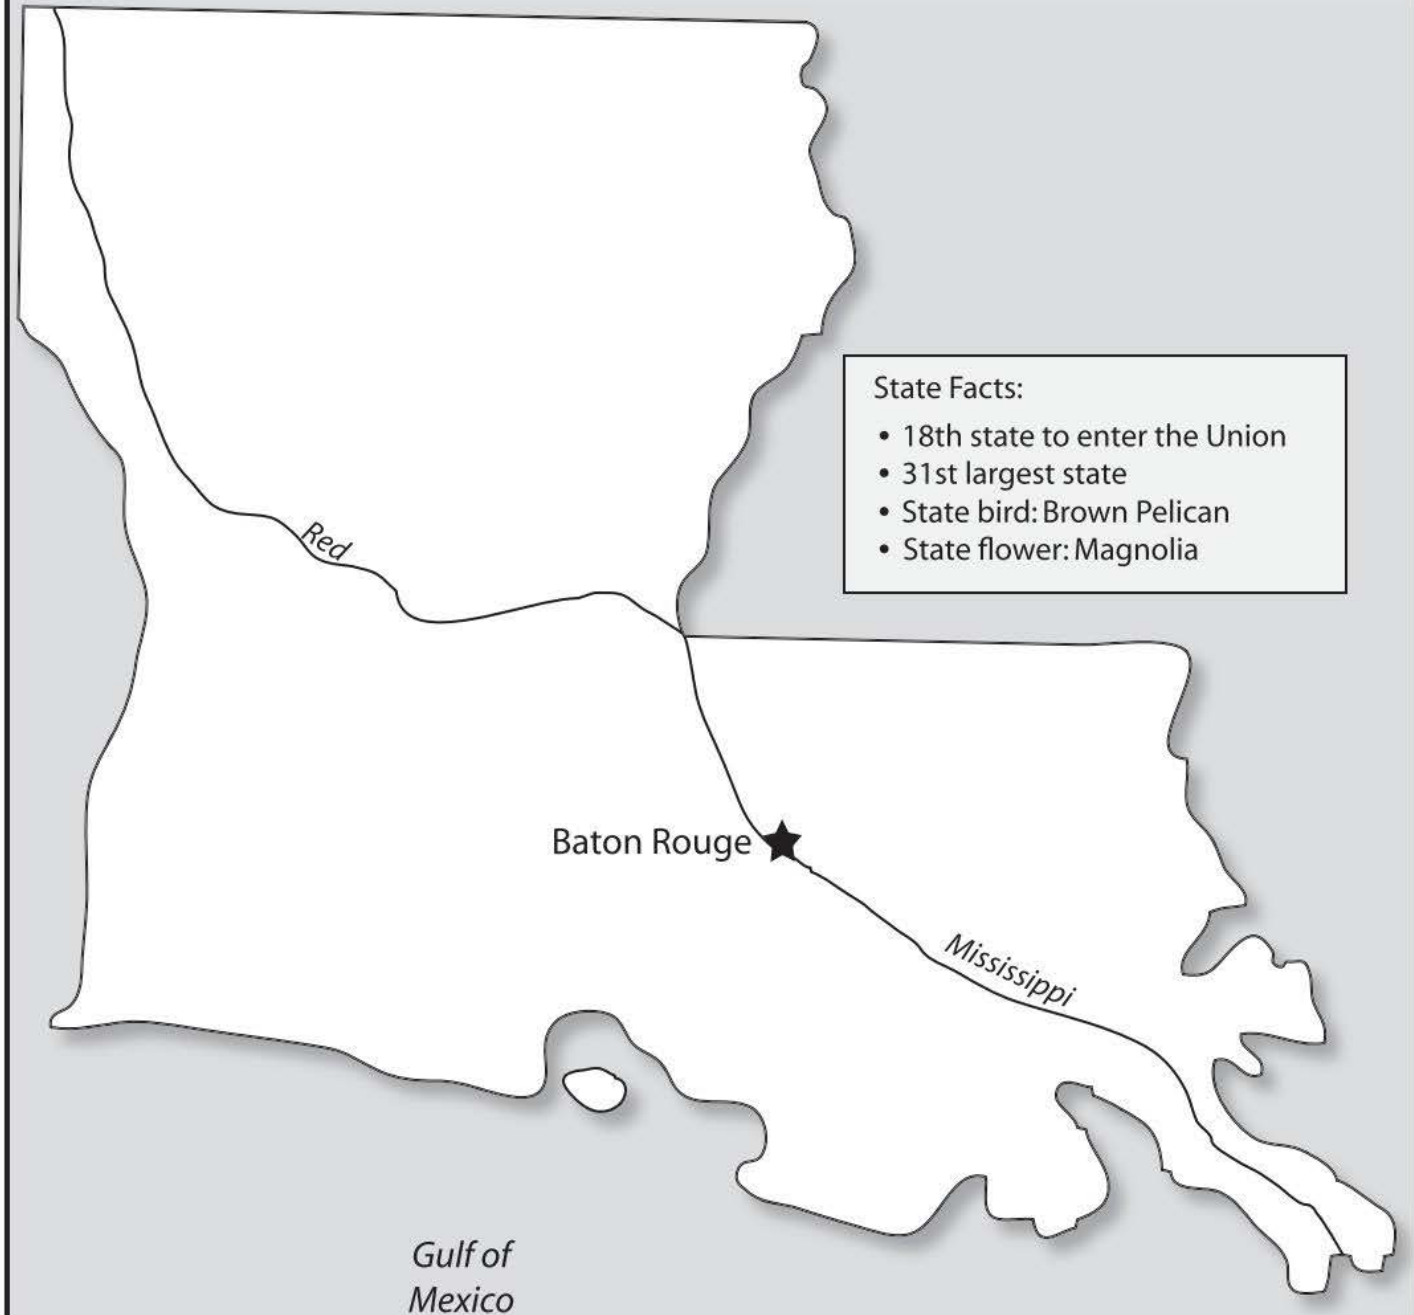 State Facts:
• 18th state to enter the Union
• 31st largest state
• State bird: Brown Pelican
• State flower: Magnolia
Red
Baton Rouge
Mississippi
Gulf of
Mexico